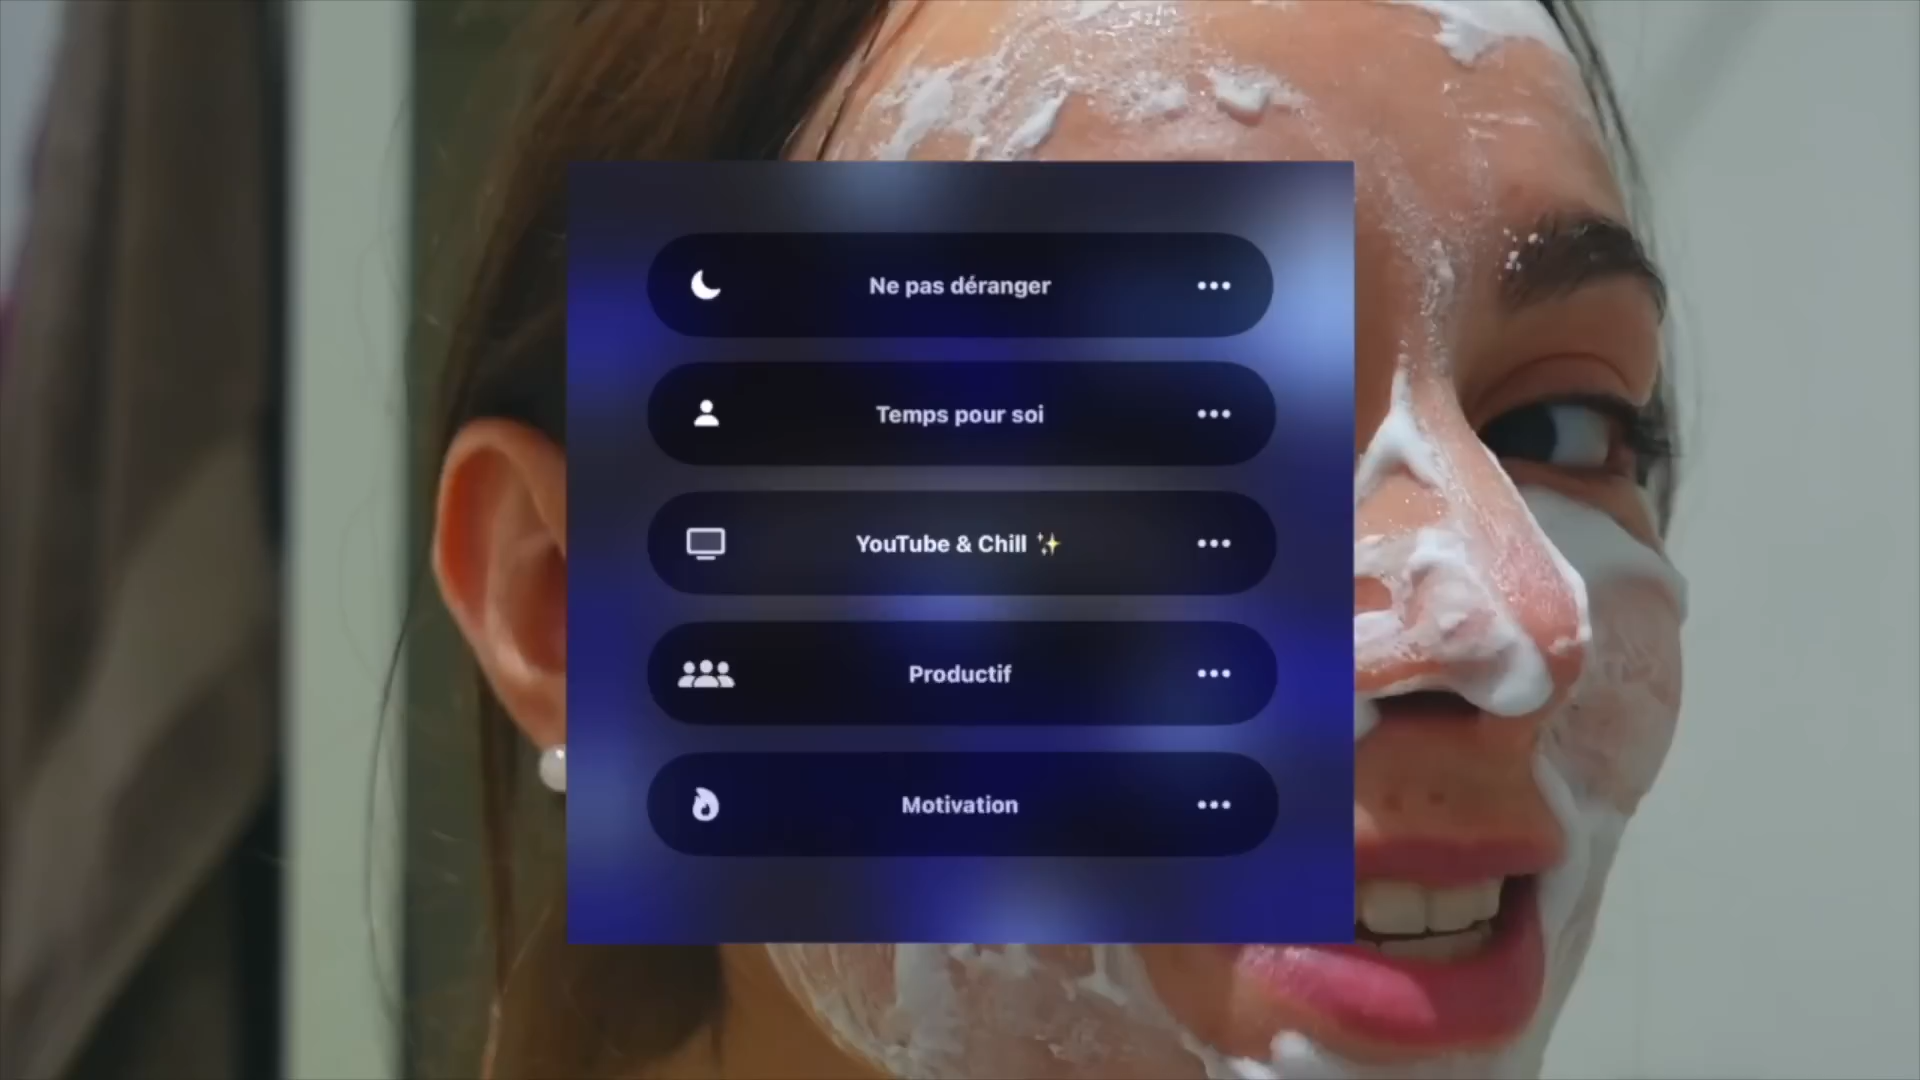 Ne pas déranger
Temps pour soi
YouTube & Chill ✨
Productif
Motivation